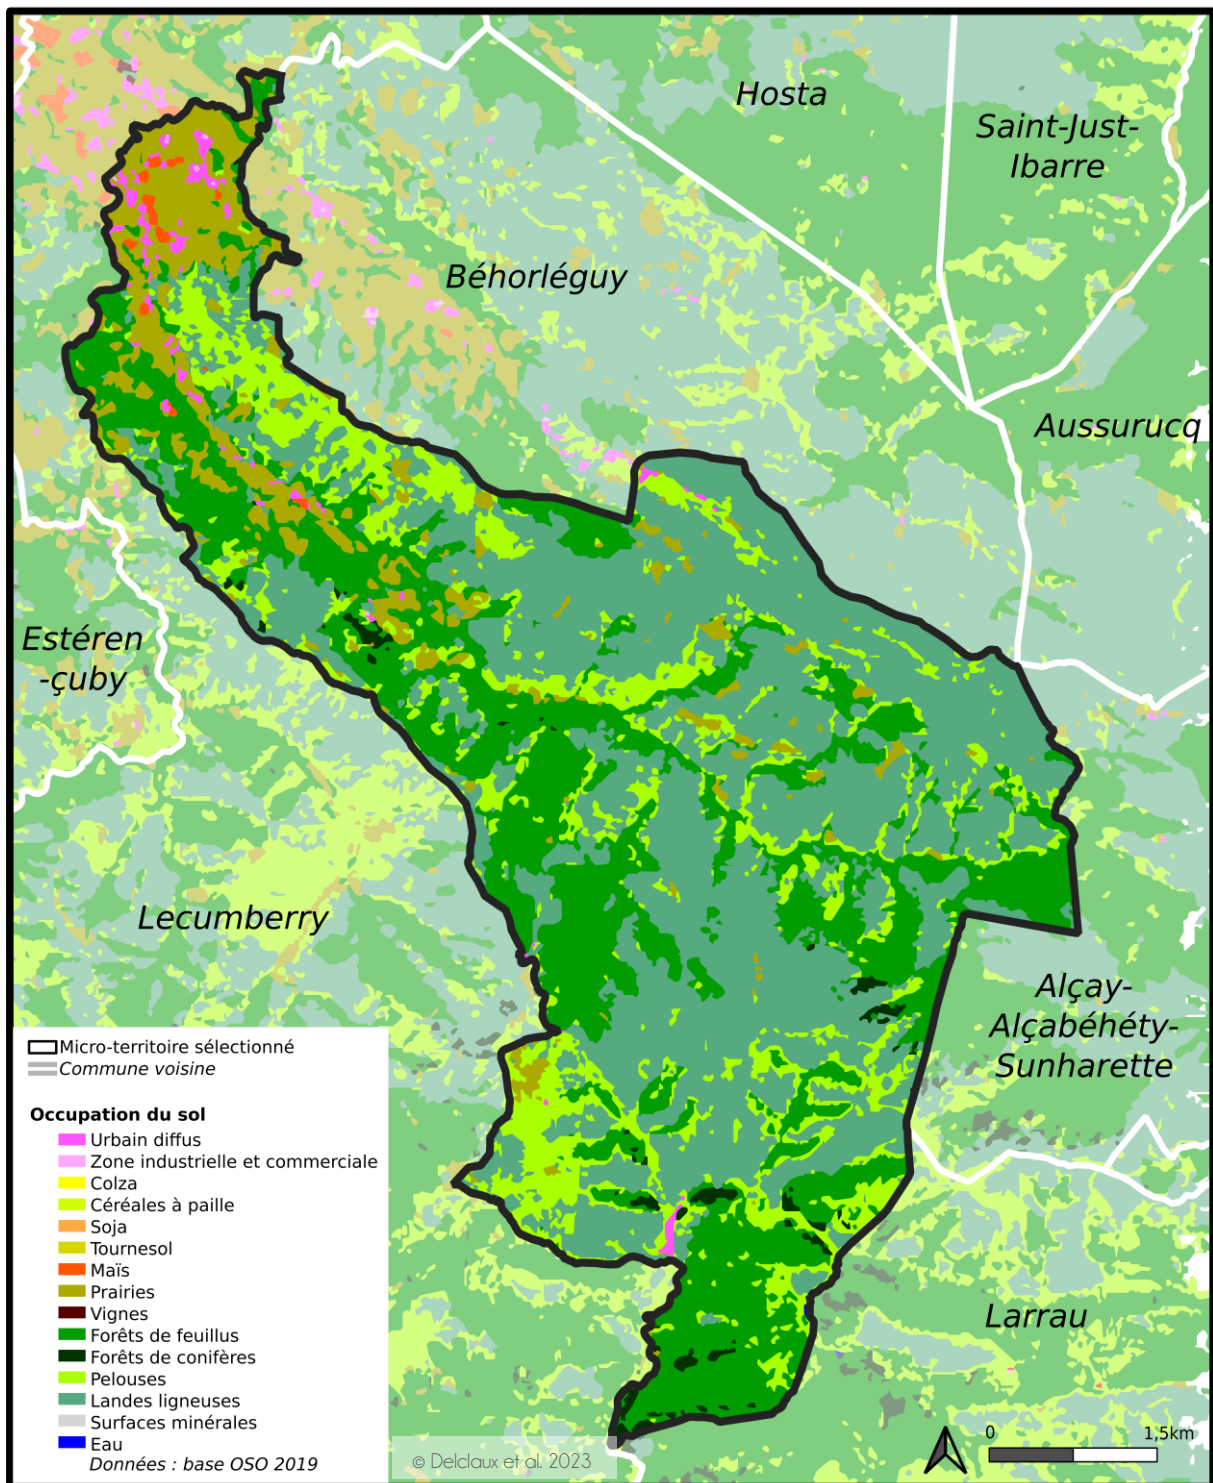 Hosta
Saint-Just-
Ibarre
Béhorléguy
Aussurucq
Estéren
-çuby
Lecumberry
Alçay-
Alçabéhéty-
Sunharette
Larrau
Micro-territoire sélectionné
Commune voisine
Occupation du sol
Urbain diffus
Zone industrielle et commerciale
Colza
Céréales à paille
Soja
Tournesol
Maïs
Prairies
Vignes
Forêts de feuillus
Forêts de conifères
Pelouses
Landes ligneuses
Surfaces minérales
Eau
Données : base OSO 2019
© Delclaux et al. 2023
0 1,5km